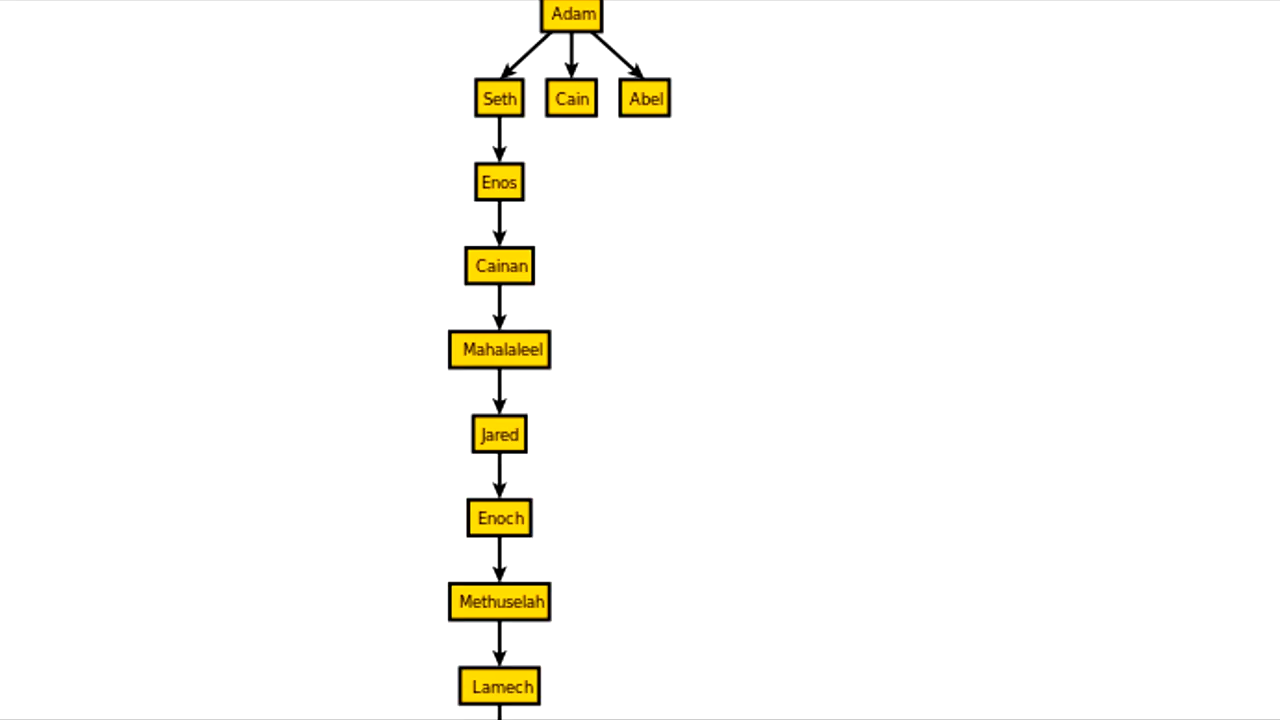 Adam
Seth Cain Abel
Enos
Cainan
Mahalaleel
Jared
Enoch
Methuselah
Lamech